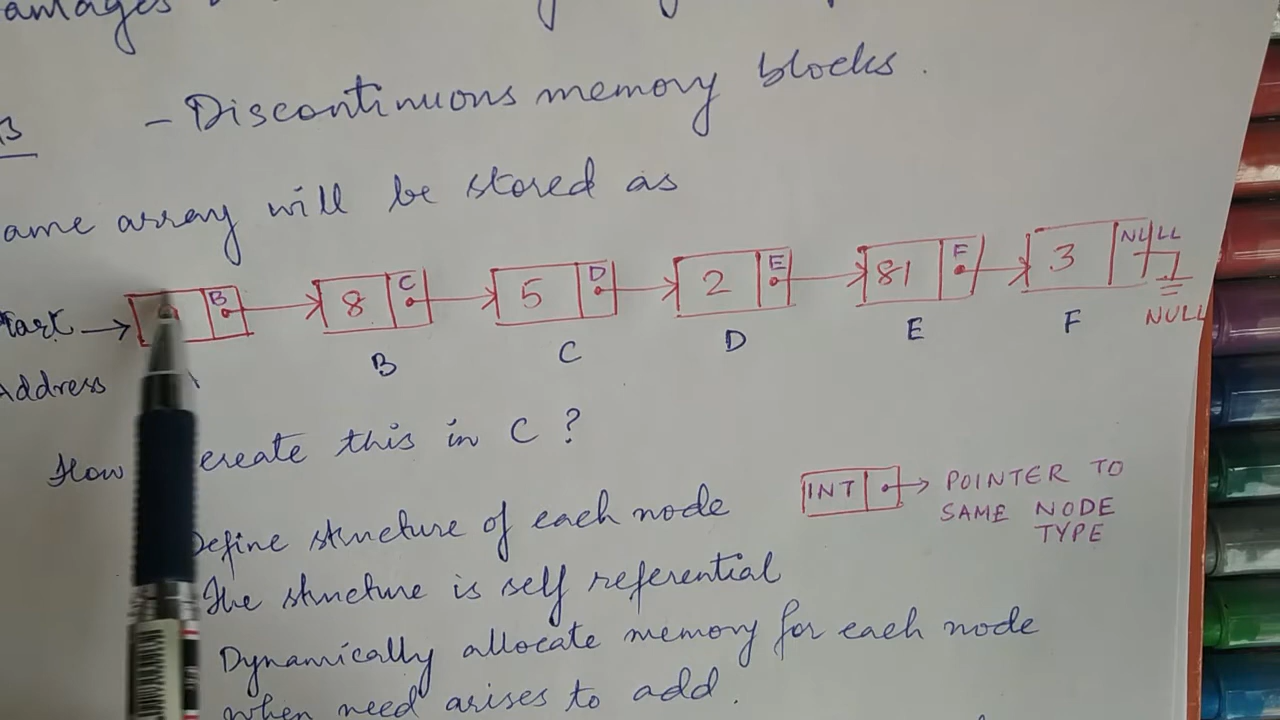 - Discontinuous memory blocks.
array will be stored as
B C D E F NULL
8 5 2 81 3
NULL
B C D E F
Address
How create this in C ?
INT POINTER TO
SAME NODE
TYPE
Define structure of each node
The structure is self referential
Dynamically allocate memory for each node
when need arises to add.